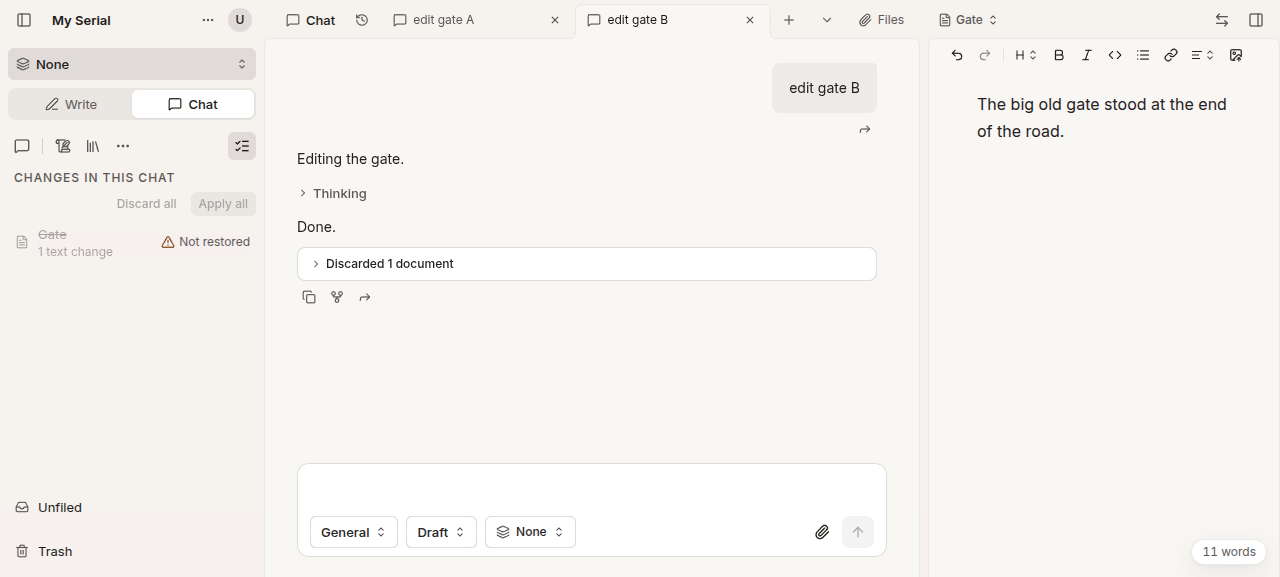 My Serial
U
Chat
edit gate A
edit gate B
Files
Gate
None
Write
Chat
CHANGES IN THIS CHAT
Discard all
Apply all
Gate
1 text change
Not restored
Unfiled
Trash
edit gate B
Editing the gate.
Thinking
Done.
Discarded 1 document
General
Draft
None
H
B
I
The big old gate stood at the end
of the road.
11 words